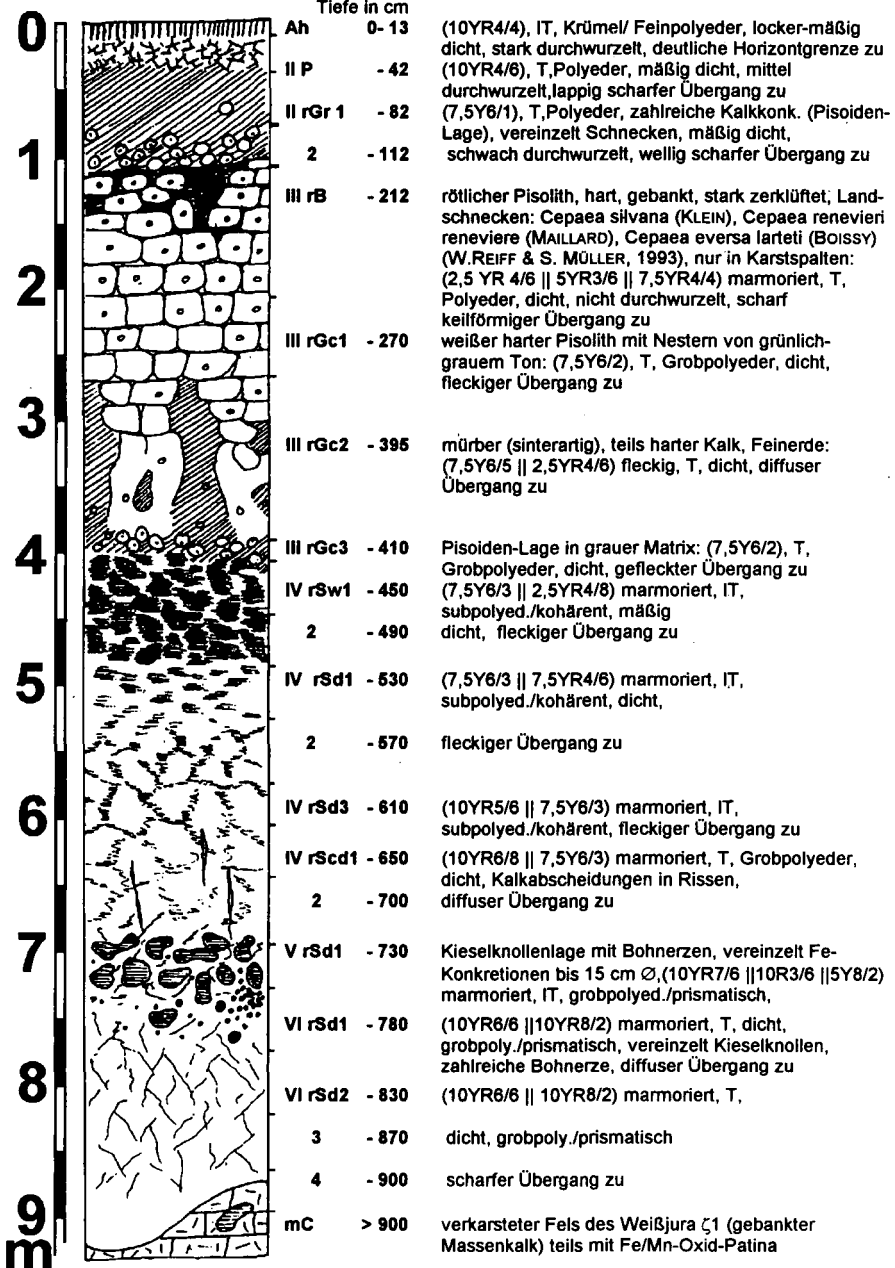 Tiefe in cm
0
Ah 0-13 (10YR4/4), lT, Krümel/ Feinpolyeder, locker-mäßig
dicht, stark durchwurzelt, deutliche Horizontgrenze zu
II P - 42 (10YR4/6), T,Polyeder, mäßig dicht, mittel
durchwurzelt,lappig scharfer Übergang zu
II rGr 1 - 82 (7,5Y6/1), T,Polyeder, zahlreiche Kalkkonk. (Pisoiden-
Lage), vereinzelt Schnecken, mäßig dicht,
1
2 - 112 schwach durchwurzelt, wellig scharfer Übergang zu
III rB - 212 rötlicher Pisolith, hart, gebankt, stark zerklüftet; Land-
schnecken: Cepaea silvana (KLEIN), Cepaea renevieri
reneviere (MAILLARD), Cepaea eversa larteti (BOISSY)
(W.REIFF & S. MÜLLER, 1993), nur in Karstspalten:
2
(2,5 YR 4/6 || 5YR3/6 || 7,5YR4/4) marmoriert, T,
Polyeder, dicht, nicht durchwurzelt, scharf
keilförmiger Übergang zu
III rGc1 - 270 weißer harter Pisolith mit Nestern von grünlich-
grauem Ton: (7,5Y6/2), T, Grobpolyeder, dicht,
fleckiger Übergang zu
3
III rGc2 - 395 mürber (sinterartig), teils harter Kalk, Feinerde:
(7,5Y6/5 || 2,5YR4/6) fleckig, T, dicht, diffuser
Übergang zu
4
III rGc3 - 410 Pisoiden-Lage in grauer Matrix: (7,5Y6/2), T,
Grobpolyeder, dicht, gefleckter Übergang zu
IV rSw1 - 450 (7,5Y6/3 || 2,5YR4/8) marmoriert, lT,
subpolyed./kohärent, mäßig
2 - 490 dicht, fleckiger Übergang zu
5
IV rSd1 - 530 (7,5Y6/3 || 7,5YR4/6) marmoriert, lT,
subpolyed./kohärent, dicht,
2 - 570 fleckiger Übergang zu
6
IV rSd3 - 610 (10YR5/6 || 7,5Y6/3) marmoriert, lT,
subpolyed./kohärent, fleckiger Übergang zu
IV rScd1 - 650 (10YR6/8 || 7,5Y6/3) marmoriert, T, Grobpolyeder,
dicht, Kalkabscheidungen in Rissen,
2 - 700 diffuser Übergang zu
7
V rSd1 - 730 Kieselknollenlage mit Bohnerzen, vereinzelt Fe-
Konkretionen bis 15 cm ∅,(10YR7/6 ||10R3/6 ||5Y8/2)
marmoriert, lT, grobpolyed./prismatisch,
VI rSd1 - 780 (10YR6/6 ||10YR8/2) marmoriert, T, dicht,
grobpoly./prismatisch, vereinzelt Kieselknollen,
zahlreiche Bohnerze, diffuser Übergang zu
8
VI rSd2 - 830 (10YR6/6 || 10YR8/2) marmoriert, T,
3 - 870 dicht, grobpoly./prismatisch
4 - 900 scharfer Übergang zu
9
mC > 900 verkarsteter Fels des Weißjura ζ1 (gebankter
m
Massenkalk) teils mit Fe/Mn-Oxid-Patina